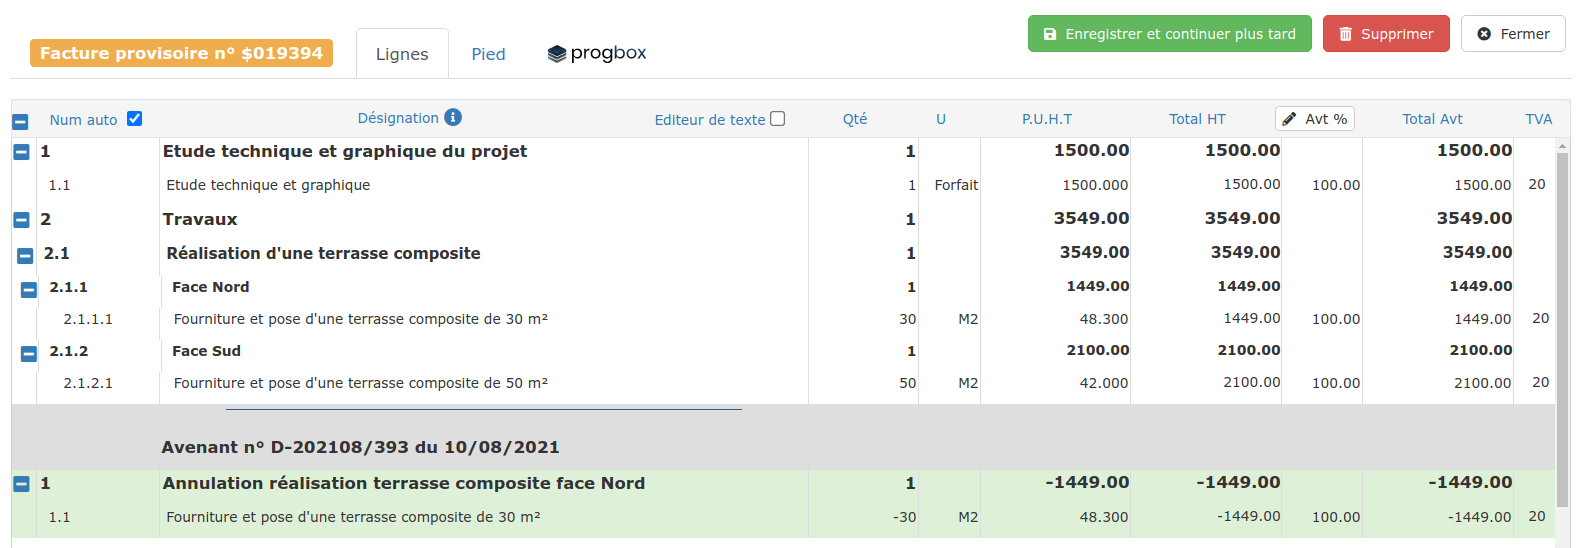 Enregistrer et continuer plus tard Supprimer Fermer
Facture provisoire n° $019394 Lignes Pied progbox
Num auto Désignation Editeur de texte Qté U P.U.H.T Total HT Avt % Total Avt TVA
1 Etude technique et graphique du projet 1 1500.00 1500.00 1500.00
1.1 Etude technique et graphique 1 Forfait 1500.000 1500.00 100.00 1500.00 20
2 Travaux 1 3549.00 3549.00 3549.00
2.1 Réalisation d'une terrasse composite 1 3549.00 3549.00 3549.00
2.1.1 Face Nord 1 1449.00 1449.00 1449.00
2.1.1.1 Fourniture et pose d'une terrasse composite de 30 m² 30 M2 48.300 1449.00 100.00 1449.00 20
2.1.2 Face Sud 1 2100.00 2100.00 2100.00
2.1.2.1 Fourniture et pose d'une terrasse composite de 50 m² 50 M2 42.000 2100.00 100.00 2100.00 20
Avenant n° D-202108/393 du 10/08/2021
1 Annulation réalisation terrasse composite face Nord 1 -1449.00 -1449.00 -1449.00
1.1 Fourniture et pose d'une terrasse composite de 30 m² -30 M2 48.300 -1449.00 100.00 -1449.00 20